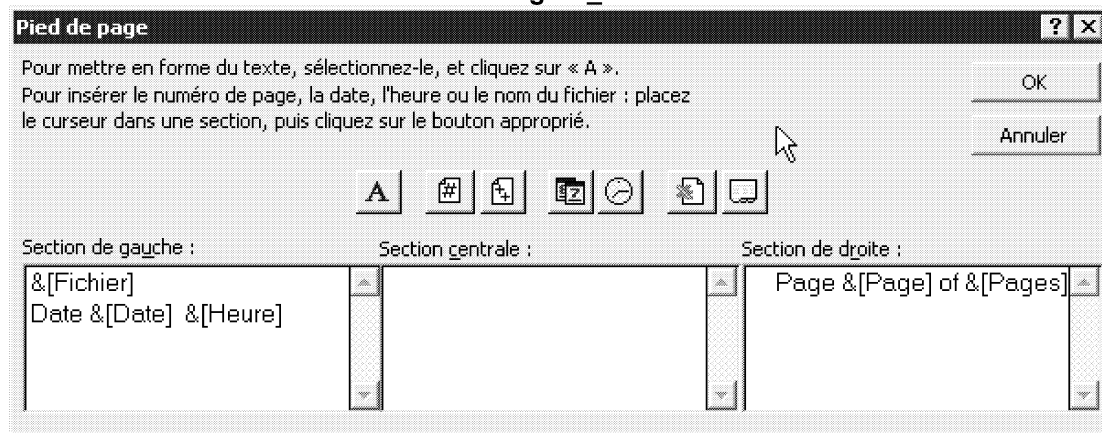 Pied de page
Pour mettre en forme du texte, sélectionnez-le, et cliquez sur « A ».
Pour insérer le numéro de page, la date, l'heure ou le nom du fichier : placez
le curseur dans une section, puis cliquez sur le bouton approprié.
OK
Annuler
A
Section de gauche :
Section centrale :
Section de droite :
&[Fichier]
Date &[Date] &[Heure]
Page &[Page] of &[Pages]